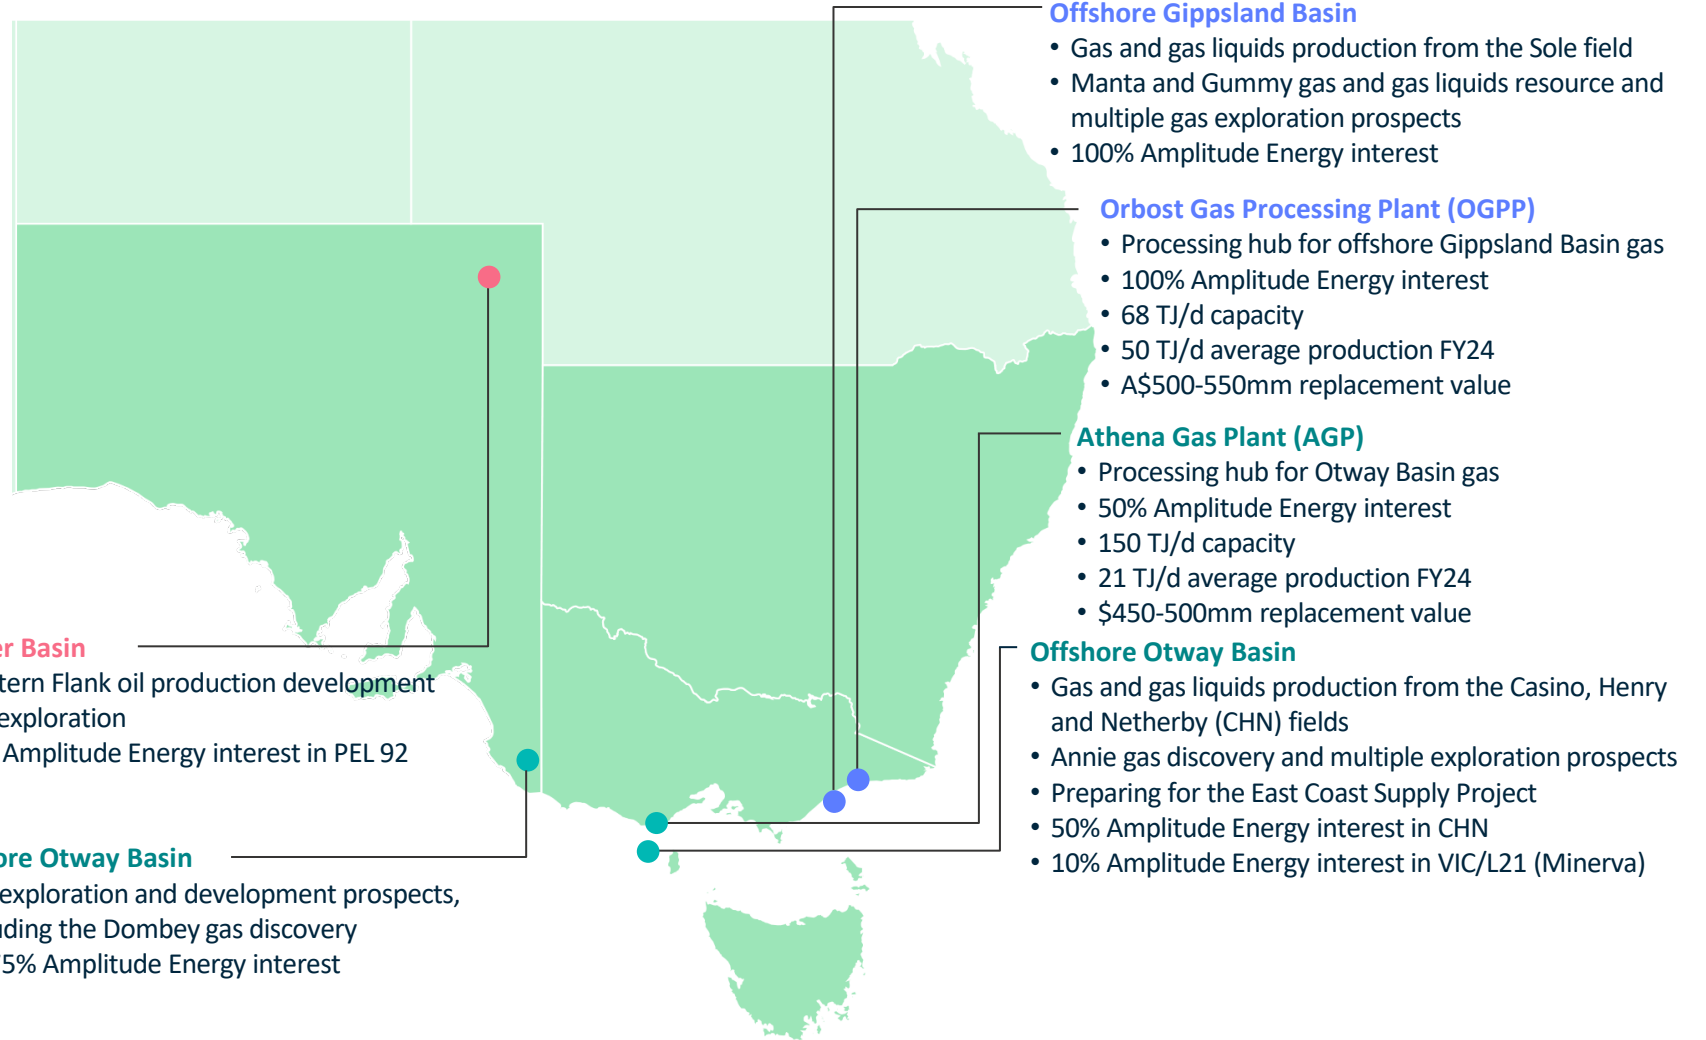 Offshore Gippsland Basin
• Gas and gas liquids production from the Sole field
• Manta and Gummy gas and gas liquids resource and
multiple gas exploration prospects
• 100% Amplitude Energy interest
Orbost Gas Processing Plant (OGPP)
• Processing hub for offshore Gippsland Basin gas
• 100% Amplitude Energy interest
• 68 TJ/d capacity
• 50 TJ/d average production FY24
• A$500-550mm replacement value
Athena Gas Plant (AGP)
• Processing hub for Otway Basin gas
• 50% Amplitude Energy interest
• 150 TJ/d capacity
• 21 TJ/d average production FY24
• $450-500mm replacement value
Offshore Otway Basin
• Gas and gas liquids production from the Casino, Henry
and Netherby (CHN) fields
• Annie gas discovery and multiple exploration prospects
• Preparing for the East Coast Supply Project
• 50% Amplitude Energy interest in CHN
• 10% Amplitude Energy interest in VIC/L21 (Minerva)
er Basin
tern Flank oil production development
exploration
Amplitude Energy interest in PEL 92
ore Otway Basin
exploration and development prospects,
uding the Dombey gas discovery
75% Amplitude Energy interest